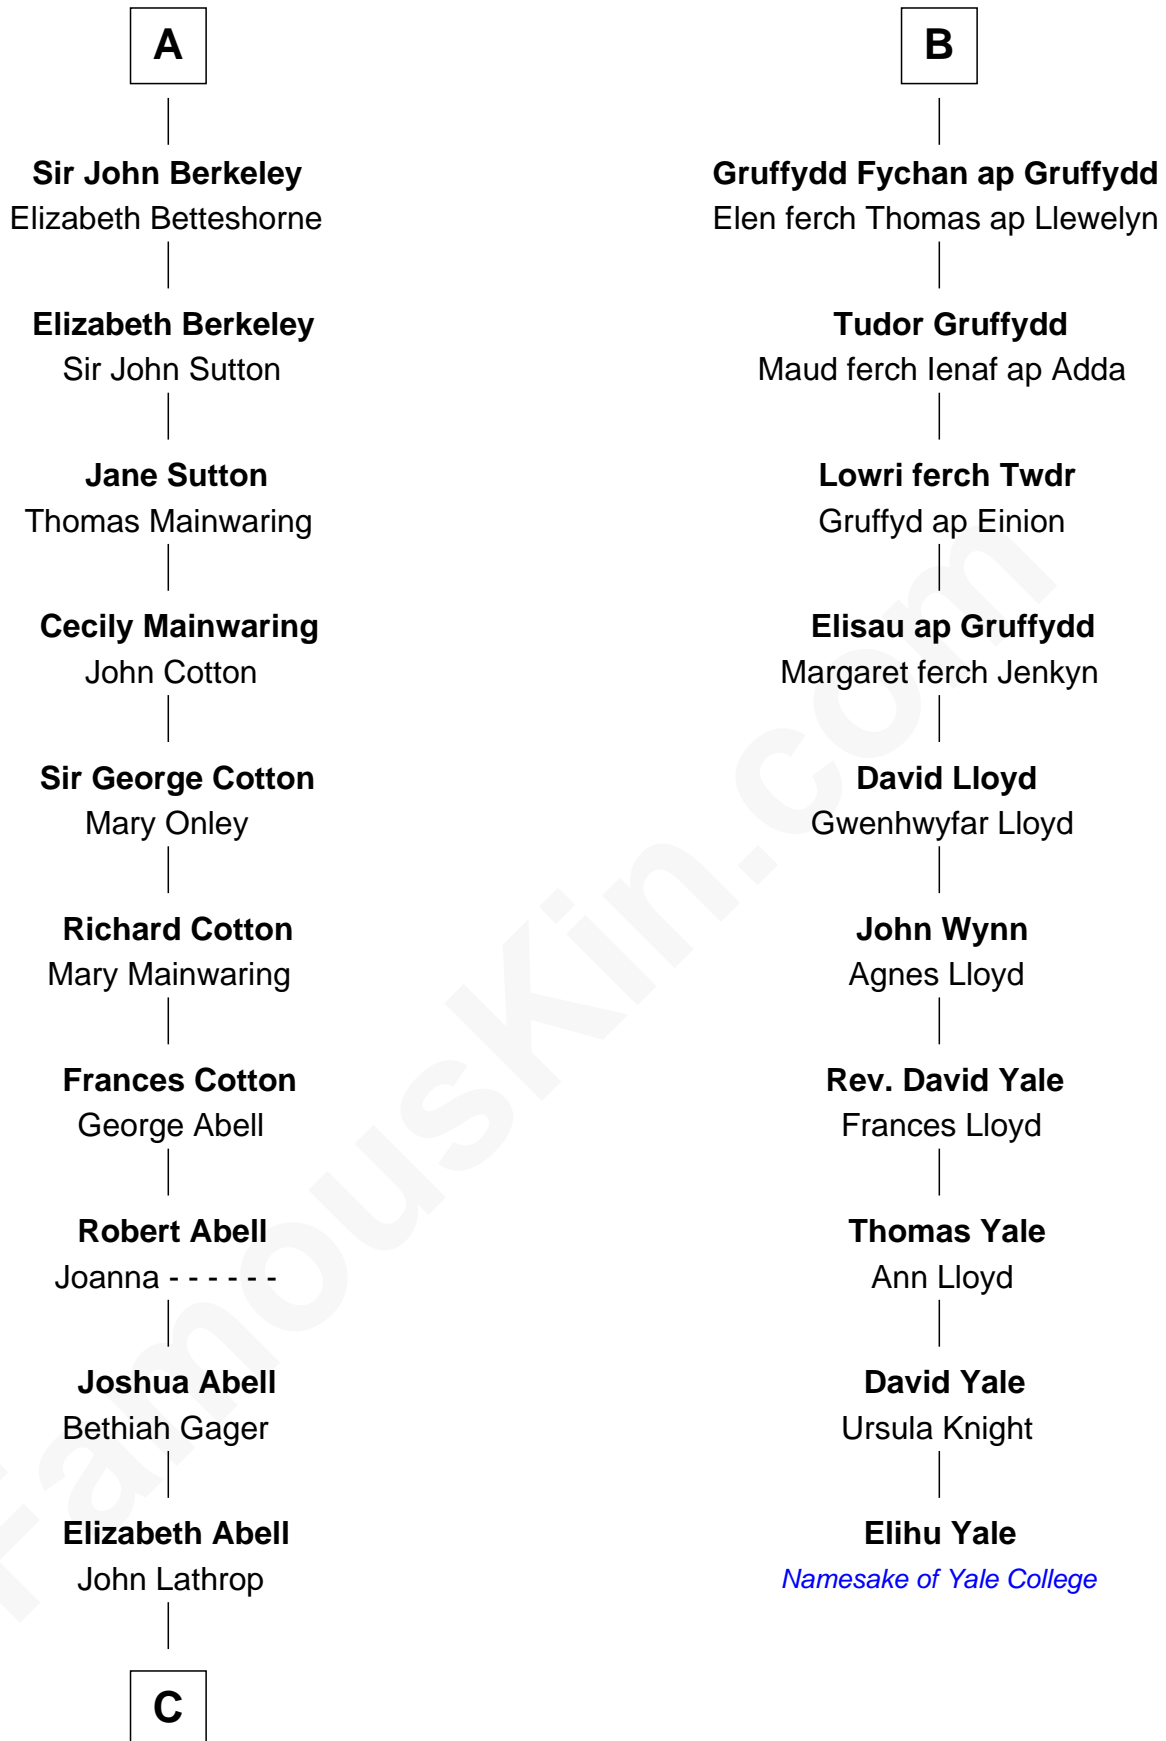 A
Sir John Berkeley
Elizabeth Betteshorne
Elizabeth Berkeley
Sir John Sutton
Jane Sutton
Thomas Mainwaring
Cecily Mainwaring
John Cotton
Sir George Cotton
Mary Onley
Richard Cotton
Mary Mainwaring
Frances Cotton
George Abell
Robert Abell
Joanna - - - - - -
Joshua Abell
Bethiah Gager
Elizabeth Abell
John Lathrop
C
B
Gruffydd Fychan ap Gruffydd
Elen ferch Thomas ap Llewelyn
Tudor Gruffydd
Maud ferch Ienaf ap Adda
Lowri ferch Twdr
Gruffyd ap Einion
Elisau ap Gruffydd
Margaret ferch Jenkyn
David Lloyd
Gwenhwyfar Lloyd
John Wynn
Agnes Lloyd
Rev. David Yale
Frances Lloyd
Thomas Yale
Ann Lloyd
David Yale
Ursula Knight
Elihu Yale
Namesake of Yale College
FamousKin.com